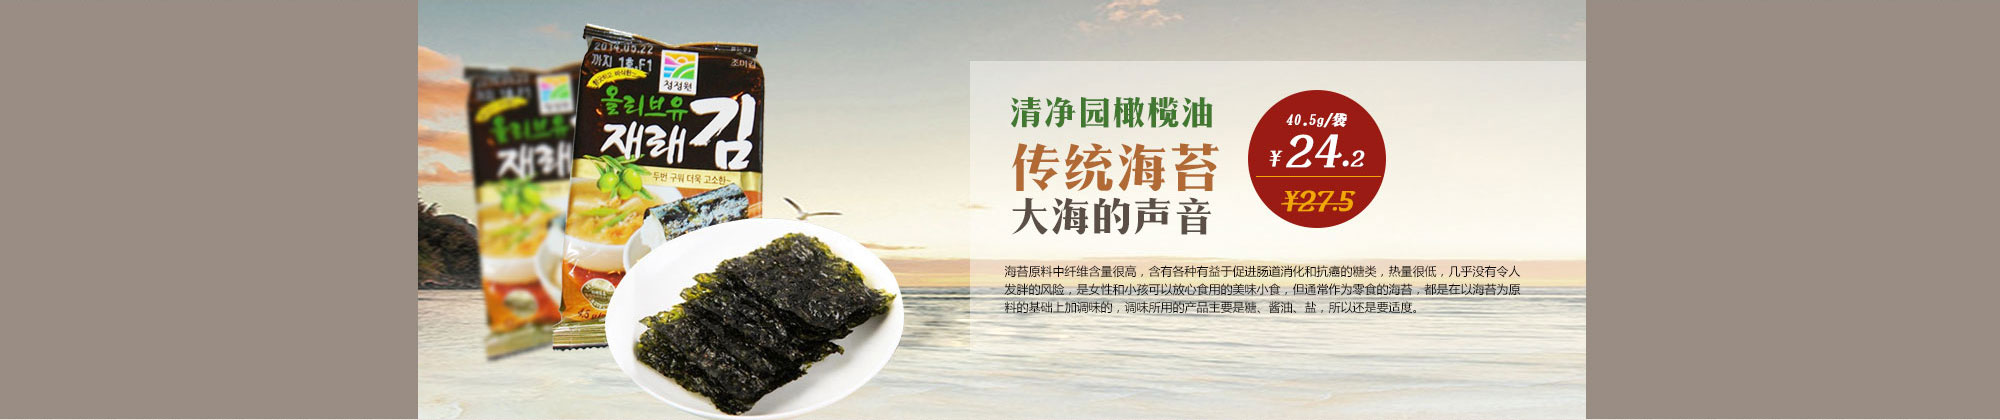 2014.05.22
까지 1호.F1
조미김
청정원
올리브유
재래김
두번 구워 더욱 고소한~
清净园橄榄油
传统海苔
大海的声音
40.5g/袋
¥24.2
¥27.5
海苔原料中纤维含量很高，含有各种有益于促进肠道消化和抗癌的糖类，热量很低，几乎没有令人
发胖的风险，是女性和小孩可以放心食用的美味小食，但通常作为零食的海苔，都是在以海苔为原
料的基础上加调味的，调味所用的产品主要是糖、酱油、盐，所以还是要适度。